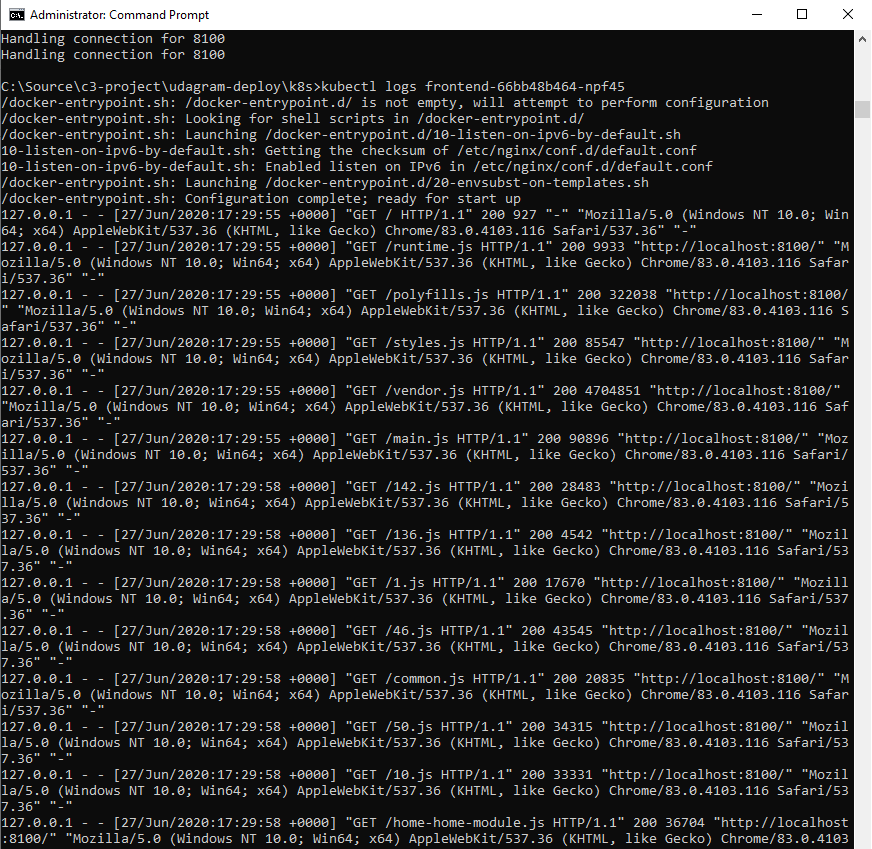 Administrator: Command Prompt
Handling connection for 8100
Handling connection for 8100
C:\Source\c3-project\udagram-deploy\k8s>kubectl logs frontend-66bb48b464-npf45
/docker-entrypoint.sh: /docker-entrypoint.d/ is not empty, will attempt to perform configuration
/docker-entrypoint.sh: Looking for shell scripts in /docker-entrypoint.d/
/docker-entrypoint.sh: Launching /docker-entrypoint.d/10-listen-on-ipv6-by-default.sh
10-listen-on-ipv6-by-default.sh: Getting the checksum of /etc/nginx/conf.d/default.conf
10-listen-on-ipv6-by-default.sh: Enabled listen on IPv6 in /etc/nginx/conf.d/default.conf
/docker-entrypoint.sh: Launching /docker-entrypoint.d/20-envsubst-on-templates.sh
/docker-entrypoint.sh: Configuration complete; ready for start up
127.0.0.1 - - [27/Jun/2020:17:29:55 +0000] "GET / HTTP/1.1" 200 927 "-" "Mozilla/5.0 (Windows NT 10.0; Win
64; x64) AppleWebKit/537.36 (KHTML, like Gecko) Chrome/83.0.4103.116 Safari/537.36" "-"
127.0.0.1 - - [27/Jun/2020:17:29:55 +0000] "GET /runtime.js HTTP/1.1" 200 9933 "http://localhost:8100/" "M
ozilla/5.0 (Windows NT 10.0; Win64; x64) AppleWebKit/537.36 (KHTML, like Gecko) Chrome/83.0.4103.116 Safar
i/537.36" "-"
127.0.0.1 - - [27/Jun/2020:17:29:55 +0000] "GET /polyfills.js HTTP/1.1" 200 322038 "http://localhost:8100/
" "Mozilla/5.0 (Windows NT 10.0; Win64; x64) AppleWebKit/537.36 (KHTML, like Gecko) Chrome/83.0.4103.116 S
afari/537.36" "-"
127.0.0.1 - - [27/Jun/2020:17:29:55 +0000] "GET /styles.js HTTP/1.1" 200 85547 "http://localhost:8100/" "M
ozilla/5.0 (Windows NT 10.0; Win64; x64) AppleWebKit/537.36 (KHTML, like Gecko) Chrome/83.0.4103.116 Safar
i/537.36" "-"
127.0.0.1 - - [27/Jun/2020:17:29:55 +0000] "GET /vendor.js HTTP/1.1" 200 4704851 "http://localhost:8100/"
"Mozilla/5.0 (Windows NT 10.0; Win64; x64) AppleWebKit/537.36 (KHTML, like Gecko) Chrome/83.0.4103.116 Saf
ari/537.36" "-"
127.0.0.1 - - [27/Jun/2020:17:29:55 +0000] "GET /main.js HTTP/1.1" 200 90896 "http://localhost:8100/" "Moz
illa/5.0 (Windows NT 10.0; Win64; x64) AppleWebKit/537.36 (KHTML, like Gecko) Chrome/83.0.4103.116 Safari/
537.36" "-"
127.0.0.1 - - [27/Jun/2020:17:29:58 +0000] "GET /142.js HTTP/1.1" 200 28483 "http://localhost:8100/" "Mozi
lla/5.0 (Windows NT 10.0; Win64; x64) AppleWebKit/537.36 (KHTML, like Gecko) Chrome/83.0.4103.116 Safari/5
37.36" "-"
127.0.0.1 - - [27/Jun/2020:17:29:58 +0000] "GET /136.js HTTP/1.1" 200 4542 "http://localhost:8100/" "Mozil
la/5.0 (Windows NT 10.0; Win64; x64) AppleWebKit/537.36 (KHTML, like Gecko) Chrome/83.0.4103.116 Safari/53
7.36" "-"
127.0.0.1 - - [27/Jun/2020:17:29:58 +0000] "GET /1.js HTTP/1.1" 200 17670 "http://localhost:8100/" "Mozill
a/5.0 (Windows NT 10.0; Win64; x64) AppleWebKit/537.36 (KHTML, like Gecko) Chrome/83.0.4103.116 Safari/537
.36" "-"
127.0.0.1 - - [27/Jun/2020:17:29:58 +0000] "GET /46.js HTTP/1.1" 200 43545 "http://localhost:8100/" "Mozil
la/5.0 (Windows NT 10.0; Win64; x64) AppleWebKit/537.36 (KHTML, like Gecko) Chrome/83.0.4103.116 Safari/53
7.36" "-"
127.0.0.1 - - [27/Jun/2020:17:29:58 +0000] "GET /common.js HTTP/1.1" 200 20835 "http://localhost:8100/" "M
ozilla/5.0 (Windows NT 10.0; Win64; x64) AppleWebKit/537.36 (KHTML, like Gecko) Chrome/83.0.4103.116 Safar
i/537.36" "-"
127.0.0.1 - - [27/Jun/2020:17:29:58 +0000] "GET /50.js HTTP/1.1" 200 34315 "http://localhost:8100/" "Mozil
la/5.0 (Windows NT 10.0; Win64; x64) AppleWebKit/537.36 (KHTML, like Gecko) Chrome/83.0.4103.116 Safari/53
7.36" "-"
127.0.0.1 - - [27/Jun/2020:17:29:58 +0000] "GET /10.js HTTP/1.1" 200 33331 "http://localhost:8100/" "Mozil
la/5.0 (Windows NT 10.0; Win64; x64) AppleWebKit/537.36 (KHTML, like Gecko) Chrome/83.0.4103.116 Safari/53
7.36" "-"
127.0.0.1 - - [27/Jun/2020:17:29:58 +0000] "GET /home-home-module.js HTTP/1.1" 200 36704 "http://localhost
:8100/" "Mozilla/5.0 (Windows NT 10.0; Win64; x64) AppleWebKit/537.36 (KHTML, like Gecko) Chrome/83.0.4103